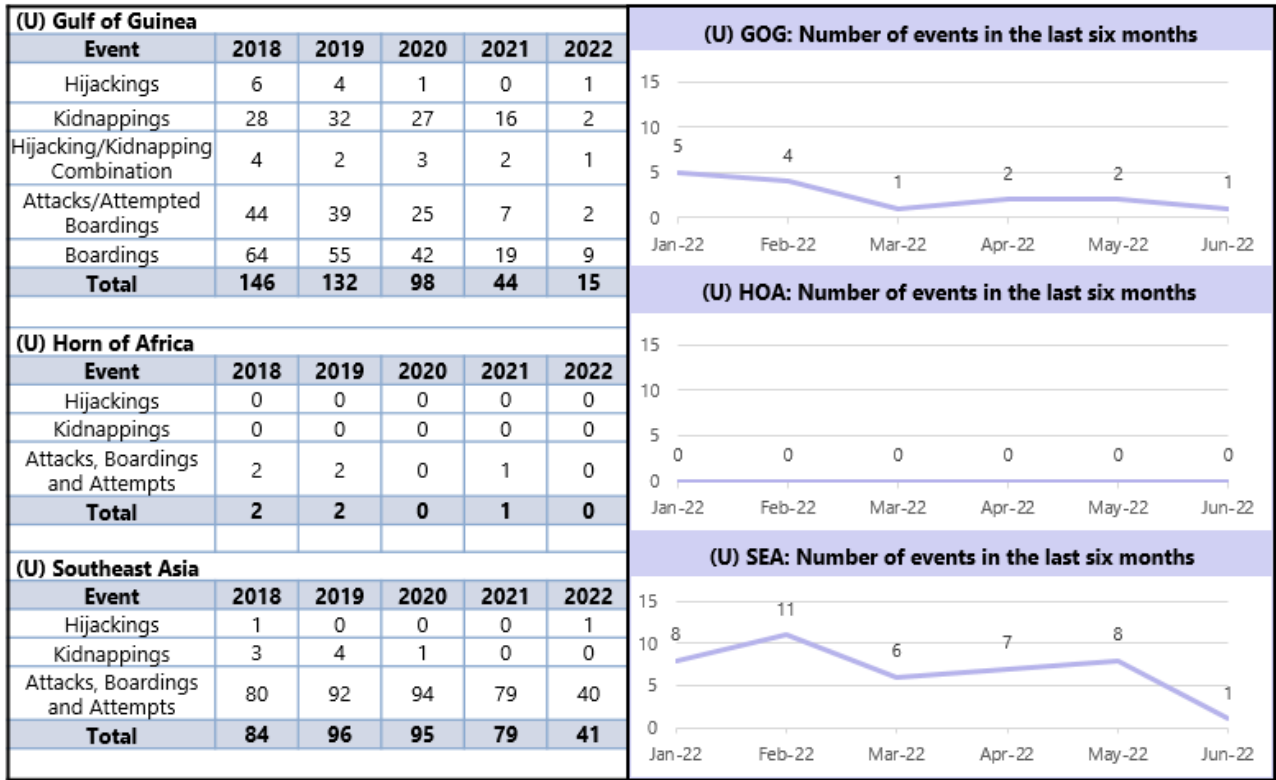 (U) Gulf of Guinea
Event 2018 2019 2020 2021 2022
Hijackings 6 4 1 0 1
Kidnappings 28 32 27 16 2
Hijacking/Kidnapping
Combination 4 2 3 2 1
Attacks/Attempted
Boardings 44 39 25 7 2
Boardings 64 55 42 19 9
Total 146 132 98 44 15
(U) Horn of Africa
Event 2018 2019 2020 2021 2022
Hijackings 0 0 0 0 0
Kidnappings 0 0 0 0 0
Attacks, Boardings
and Attempts 2 2 0 1 0
Total 2 2 0 1 0
(U) Southeast Asia
Event 2018 2019 2020 2021 2022
Hijackings 1 0 0 0 1
Kidnappings 3 4 1 0 0
Attacks, Boardings
and Attempts 80 92 94 79 40
Total 84 96 95 79 41
(U) GOG: Number of events in the last six months
15
10
5
0
5 4 1 2 2 1
Jan-22 Feb-22 Mar-22 Apr-22 May-22 Jun-22
(U) HOA: Number of events in the last six months
15
10
5
0
0 0 0 0 0 0
Jan-22 Feb-22 Mar-22 Apr-22 May-22 Jun-22
(U) SEA: Number of events in the last six months
15
10
5
0
8 11 6 7 8 1
Jan-22 Feb-22 Mar-22 Apr-22 May-22 Jun-22